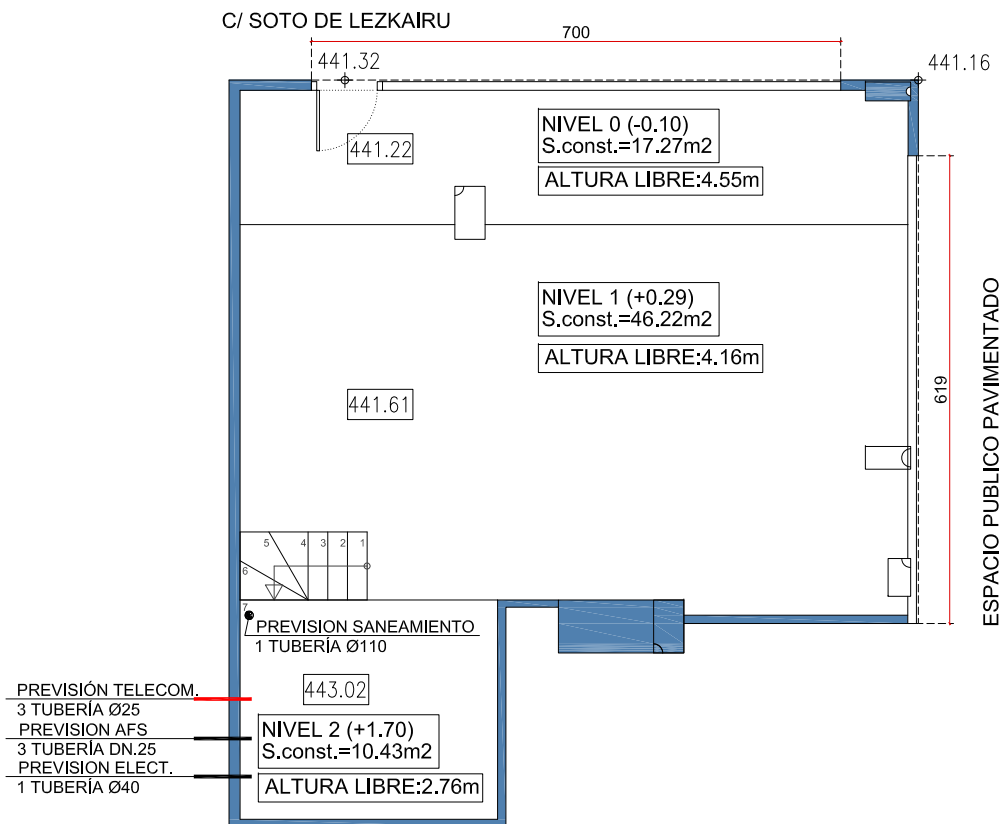 C/ SOTO DE LEZKAIRU
700
441.32
441.16
441.22
NIVEL 0 (-0.10)
S.const.=17.27m2
ALTURA LIBRE:4.55m
NIVEL 1 (+0.29)
S.const.=46.22m2
ALTURA LIBRE:4.16m
441.61
619
ESPACIO PUBLICO PAVIMENTADO
5
4
3
2
1
6
7
PREVISION SANEAMIENTO
1 TUBERÍA Ø110
443.02
PREVISIÓN TELECOM.
3 TUBERÍA Ø25
PREVISION AFS
3 TUBERÍA DN.25
PREVISION ELECT.
1 TUBERÍA Ø40
NIVEL 2 (+1.70)
S.const.=10.43m2
ALTURA LIBRE:2.76m